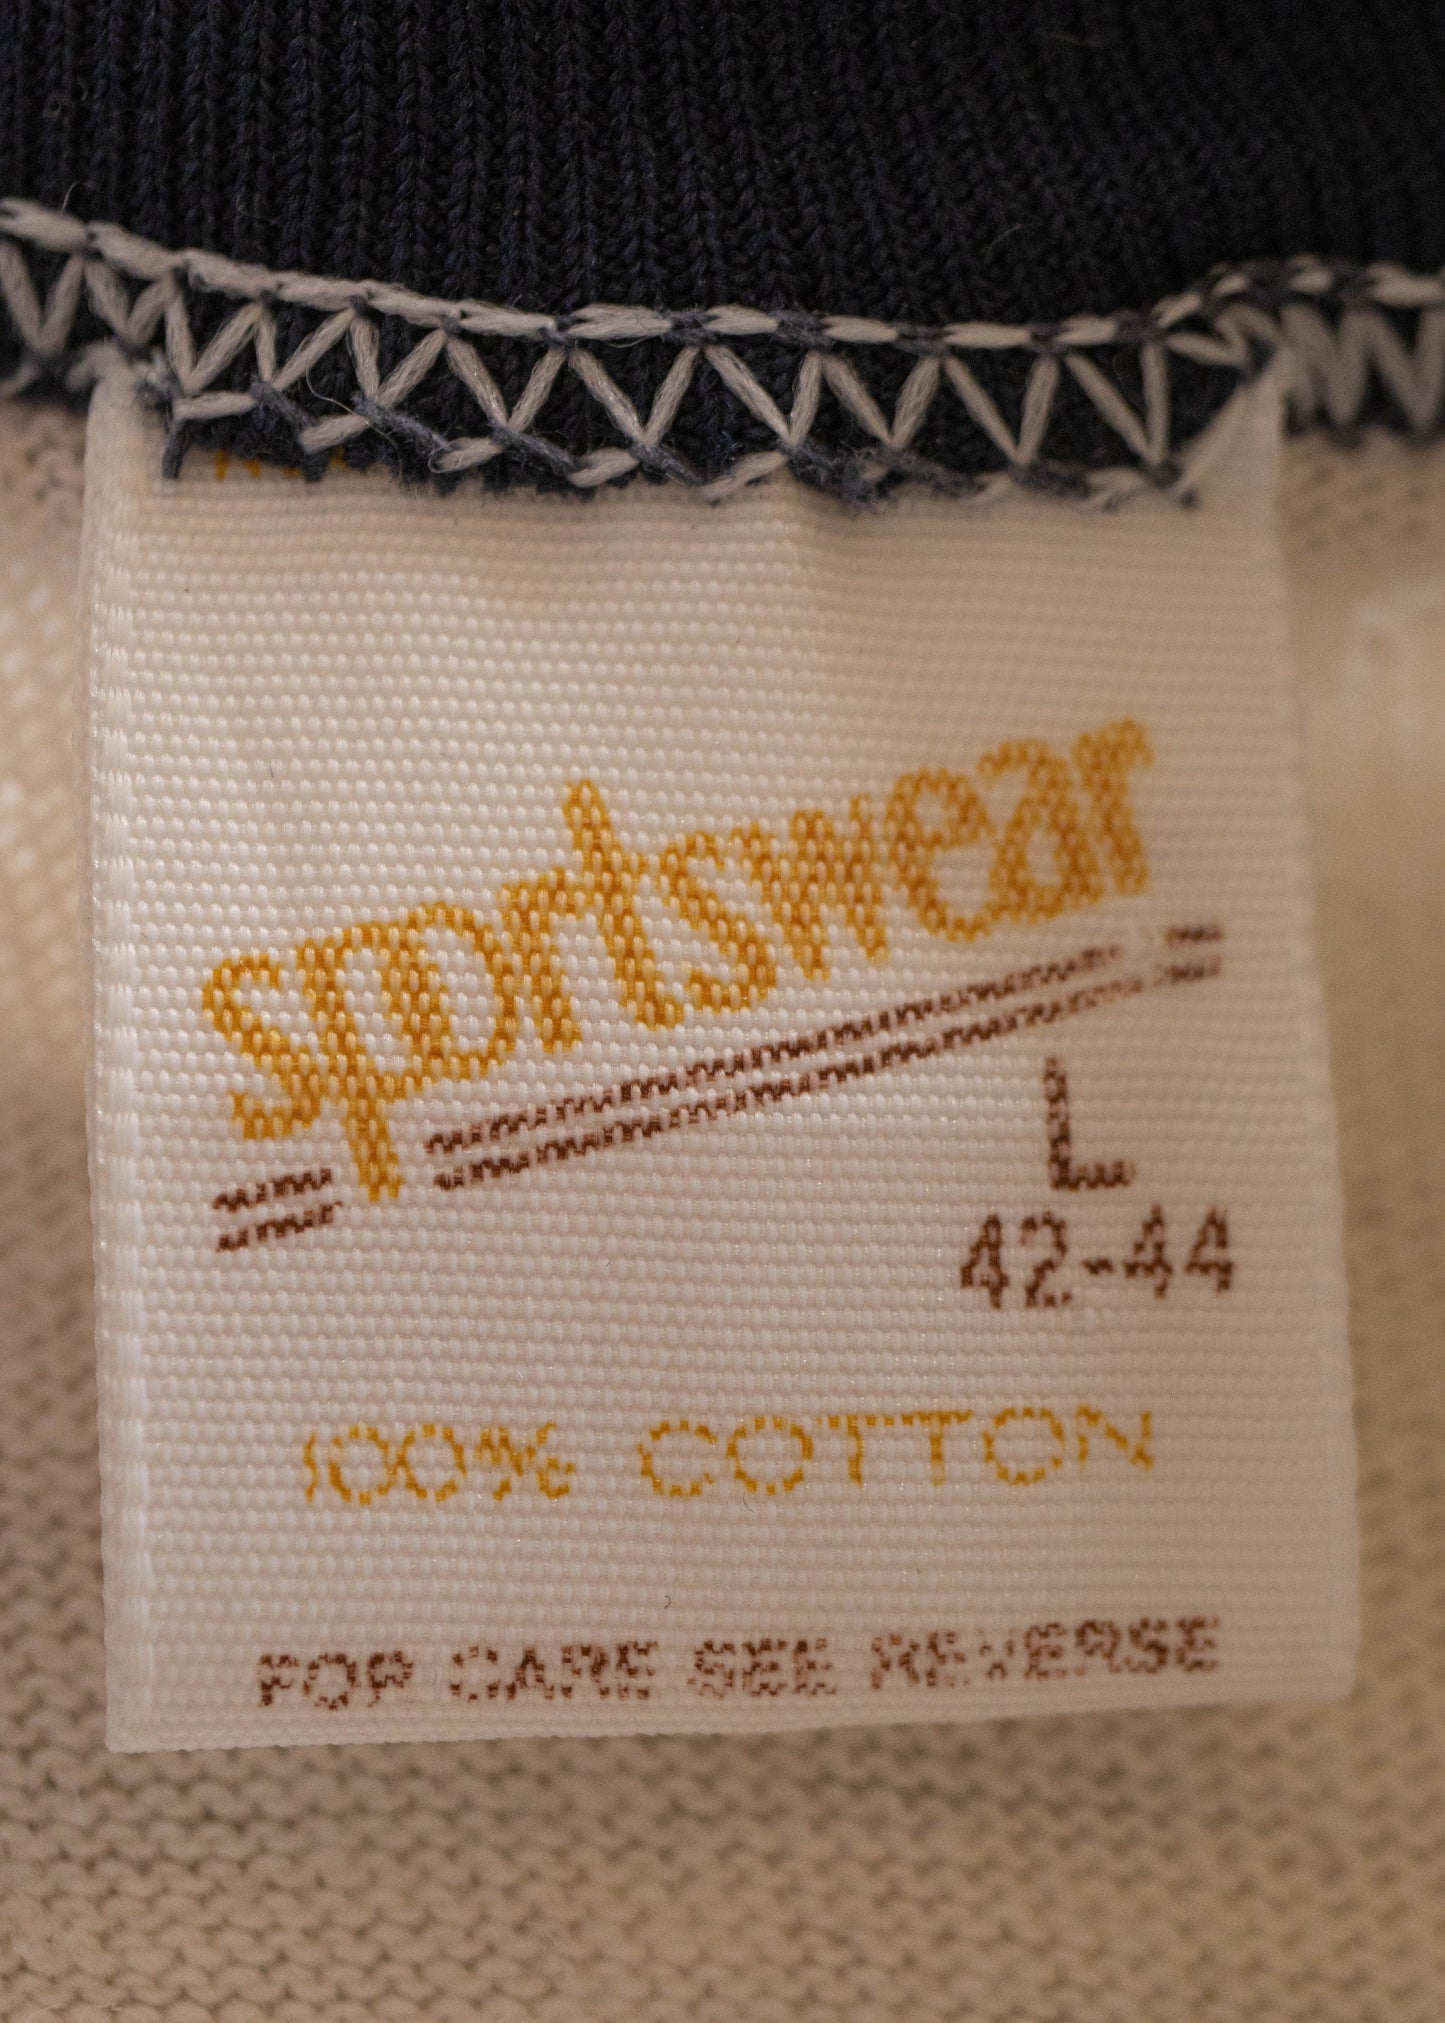 sportswear
L
42-44
100% COTTON
FOR CARE SEE REVERSE